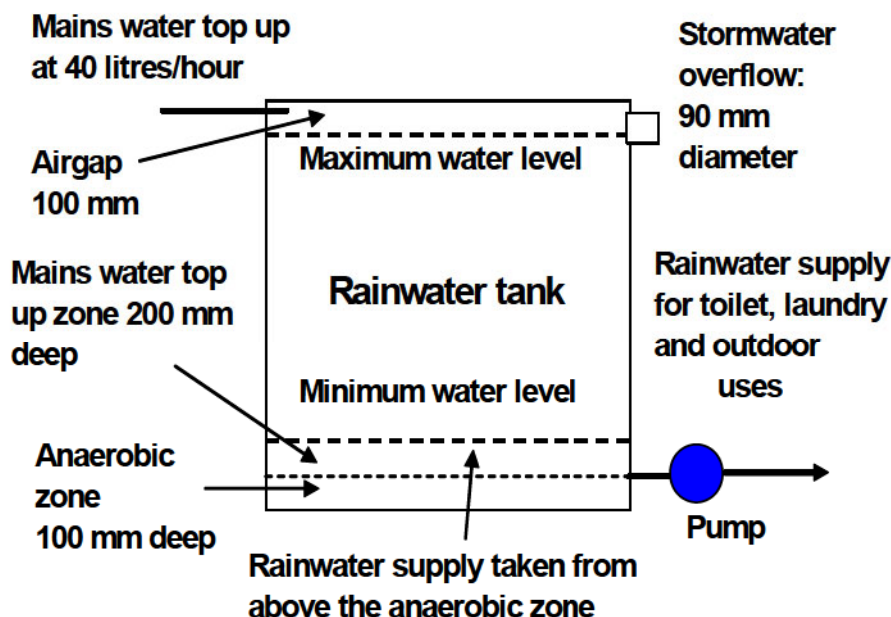 Mains water top up
at 40 litres/hour
Stormwater
overflow:
90 mm
diameter
Airgap
100 mm
Maximum water level
Mains water top
up zone 200 mm
deep
Rainwater tank
Rainwater supply
for toilet, laundry
and outdoor
uses
Minimum water level
Anaerobic
zone
100 mm deep
Pump
Rainwater supply taken from
above the anaerobic zone